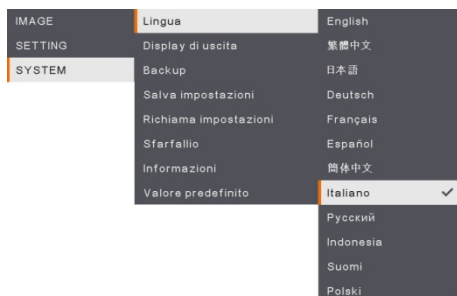 IMAGE
SETTING
SYSTEM
Lingua
Display di uscita
Backup
Salva impostazioni
Richiama impostazioni
Sfarfallio
Informazioni
Valore predefinito
English
繁體中文
日本語
Deutsch
Français
Español
简体中文
Italiano
Русский
Indonesia
Suomi
Polski